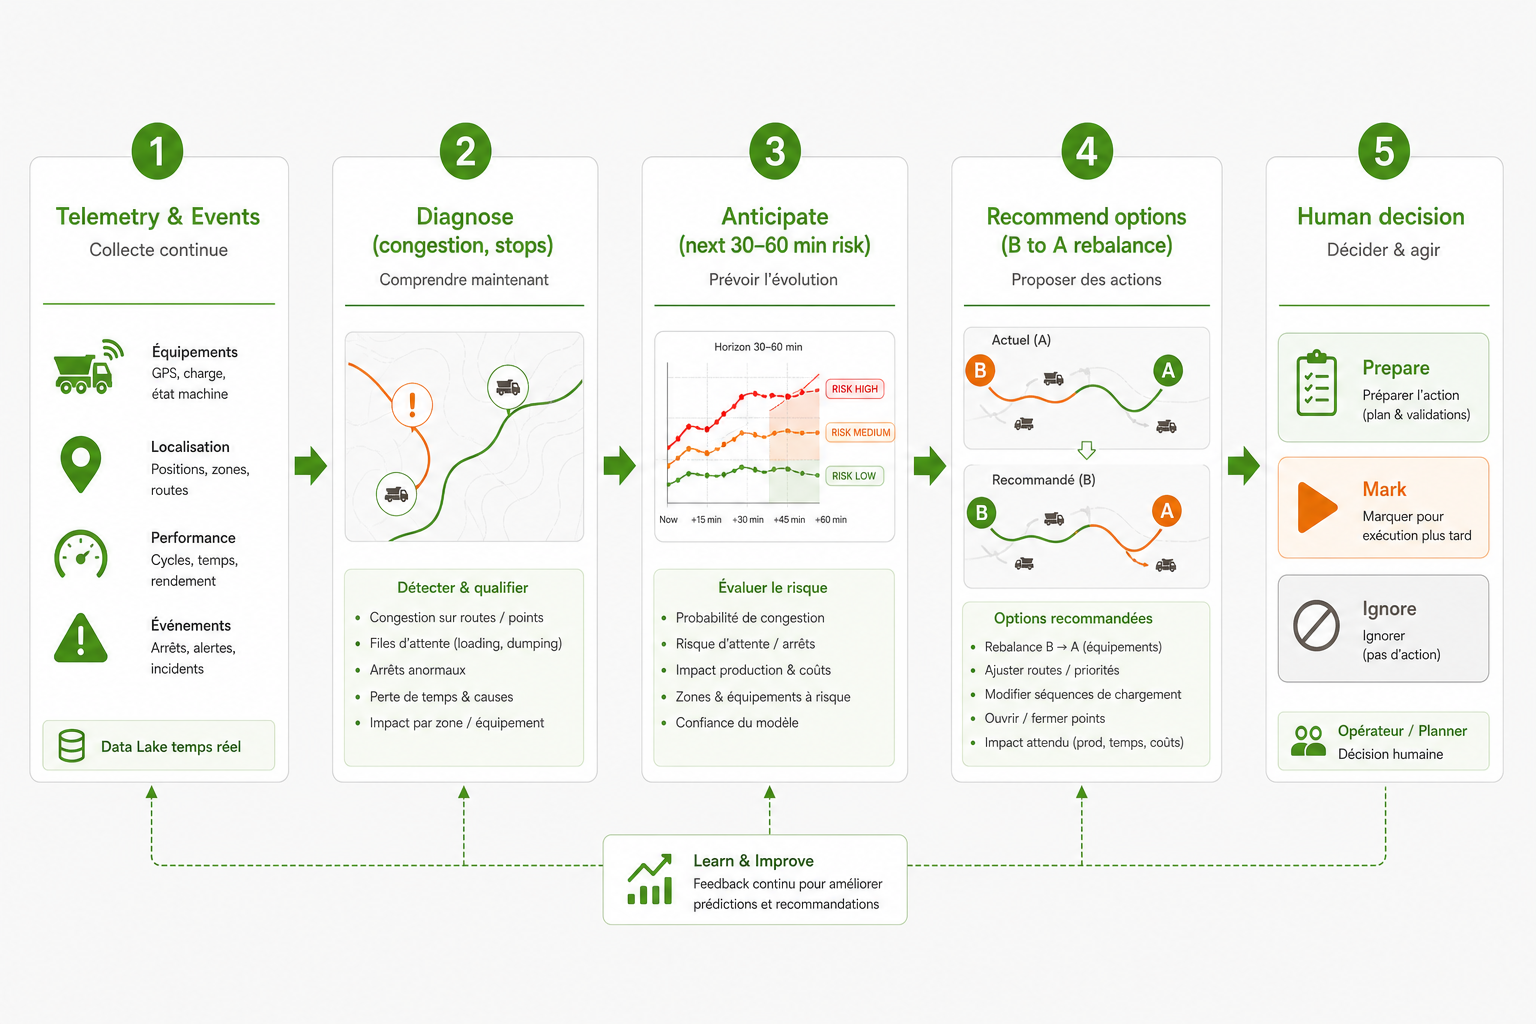 1
Telemetry & Events
Collecte continue
Équipements
GPS, charge,
état machine
Localisation
Positions, zones,
routes
Performance
Cycles, temps,
rendement
Événements
Arrêts, alertes,
incidents
Data Lake temps réel
2
Diagnose
(congestion, stops)
Comprendre maintenant
!
Détecter & qualifier
• Congestion sur routes / points
• Files d'attente (loading, dumping)
• Arrêts anormaux
• Perte de temps & causes
• Impact par zone / équipement
3
Anticipate
(next 30–60 min risk)
Prévoir l'évolution
Horizon 30–60 min
RISK HIGH
RISK MEDIUM
RISK LOW
Now +15 min +30 min +45 min +60 min
Évaluer le risque
• Probabilité de congestion
• Risque d'attente / arrêts
• Impact production & coûts
• Zones & équipements à risque
• Confiance du modèle
4
Recommend options
(B to A rebalance)
Proposer des actions
Actuel (A)
B A
Recommandé (B)
B A
Options recommandées
• Rebalance B → A (équipements)
• Ajuster routes / priorités
• Modifier séquences de chargement
• Ouvrir / fermer points
• Impact attendu (prod, temps, coûts)
5
Human decision
Décider & agir
Prepare
Préparer l'action
(plan & validations)
Mark
Marquer pour
exécution plus tard
Ignore
Ignorer
(pas d'action)
Opérateur / Planner
Décision humaine
Learn & Improve
Feedback continu pour améliorer
prédictions et recommandations